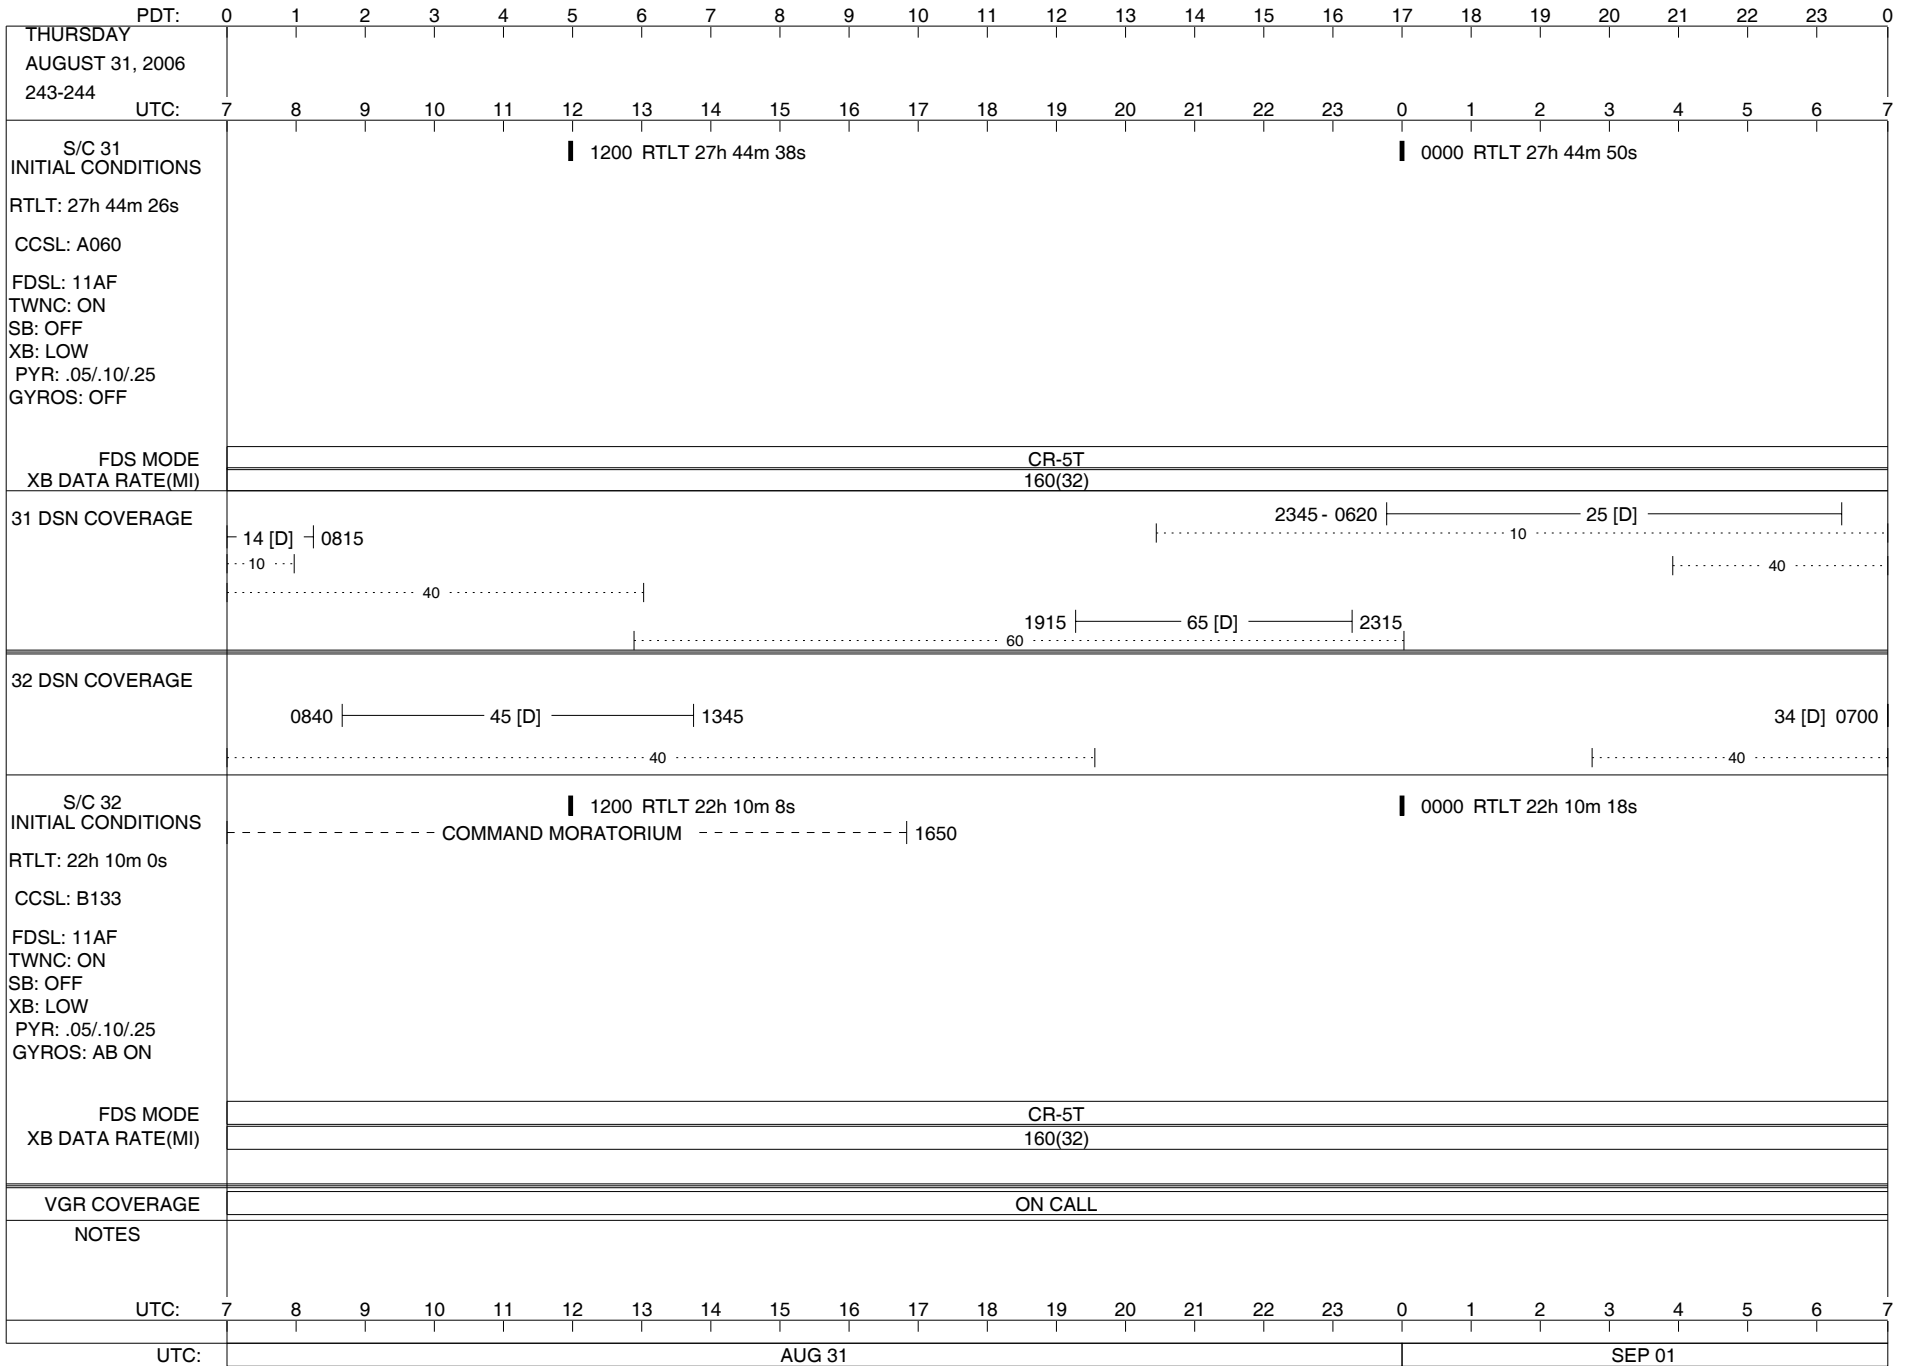 PDT: 0 1 2 3 4 5 6 7 8 9 10 11 12 13 14 15 16 17 18 19 20 21 22 23 0
THURSDAY
AUGUST 31, 2006
243-244
UTC: 7 8 9 10 11 12 13 14 15 16 17 18 19 20 21 22 23 0 1 2 3 4 5 6 7
S/C 31
INITIAL CONDITIONS
1200 RTLT 27h 44m 38s
0000 RTLT 27h 44m 50s
RTLT: 27h 44m 26s
CCSL: A060
FDSL: 11AF
TWNC: ON
SB: OFF
XB: LOW
PYR: .05/.10/.25
GYROS: OFF
FDS MODE CR-5T
XB DATA RATE(MI) 160(32)
31 DSN COVERAGE
2345 - 0620 25 [D]
10
14 [D] 0815
10
40
40
1915 65 [D] 2315
60
32 DSN COVERAGE
0840 45 [D] 1345
34 [D] 0700
40
40
S/C 32
INITIAL CONDITIONS
1200 RTLT 22h 10m 8s
0000 RTLT 22h 10m 18s
COMMAND MORATORIUM 1650
RTLT: 22h 10m 0s
CCSL: B133
FDSL: 11AF
TWNC: ON
SB: OFF
XB: LOW
PYR: .05/.10/.25
GYROS: AB ON
FDS MODE CR-5T
XB DATA RATE(MI) 160(32)
VGR COVERAGE ON CALL
NOTES
UTC: 7 8 9 10 11 12 13 14 15 16 17 18 19 20 21 22 23 0 1 2 3 4 5 6 7
UTC: AUG 31 SEP 01